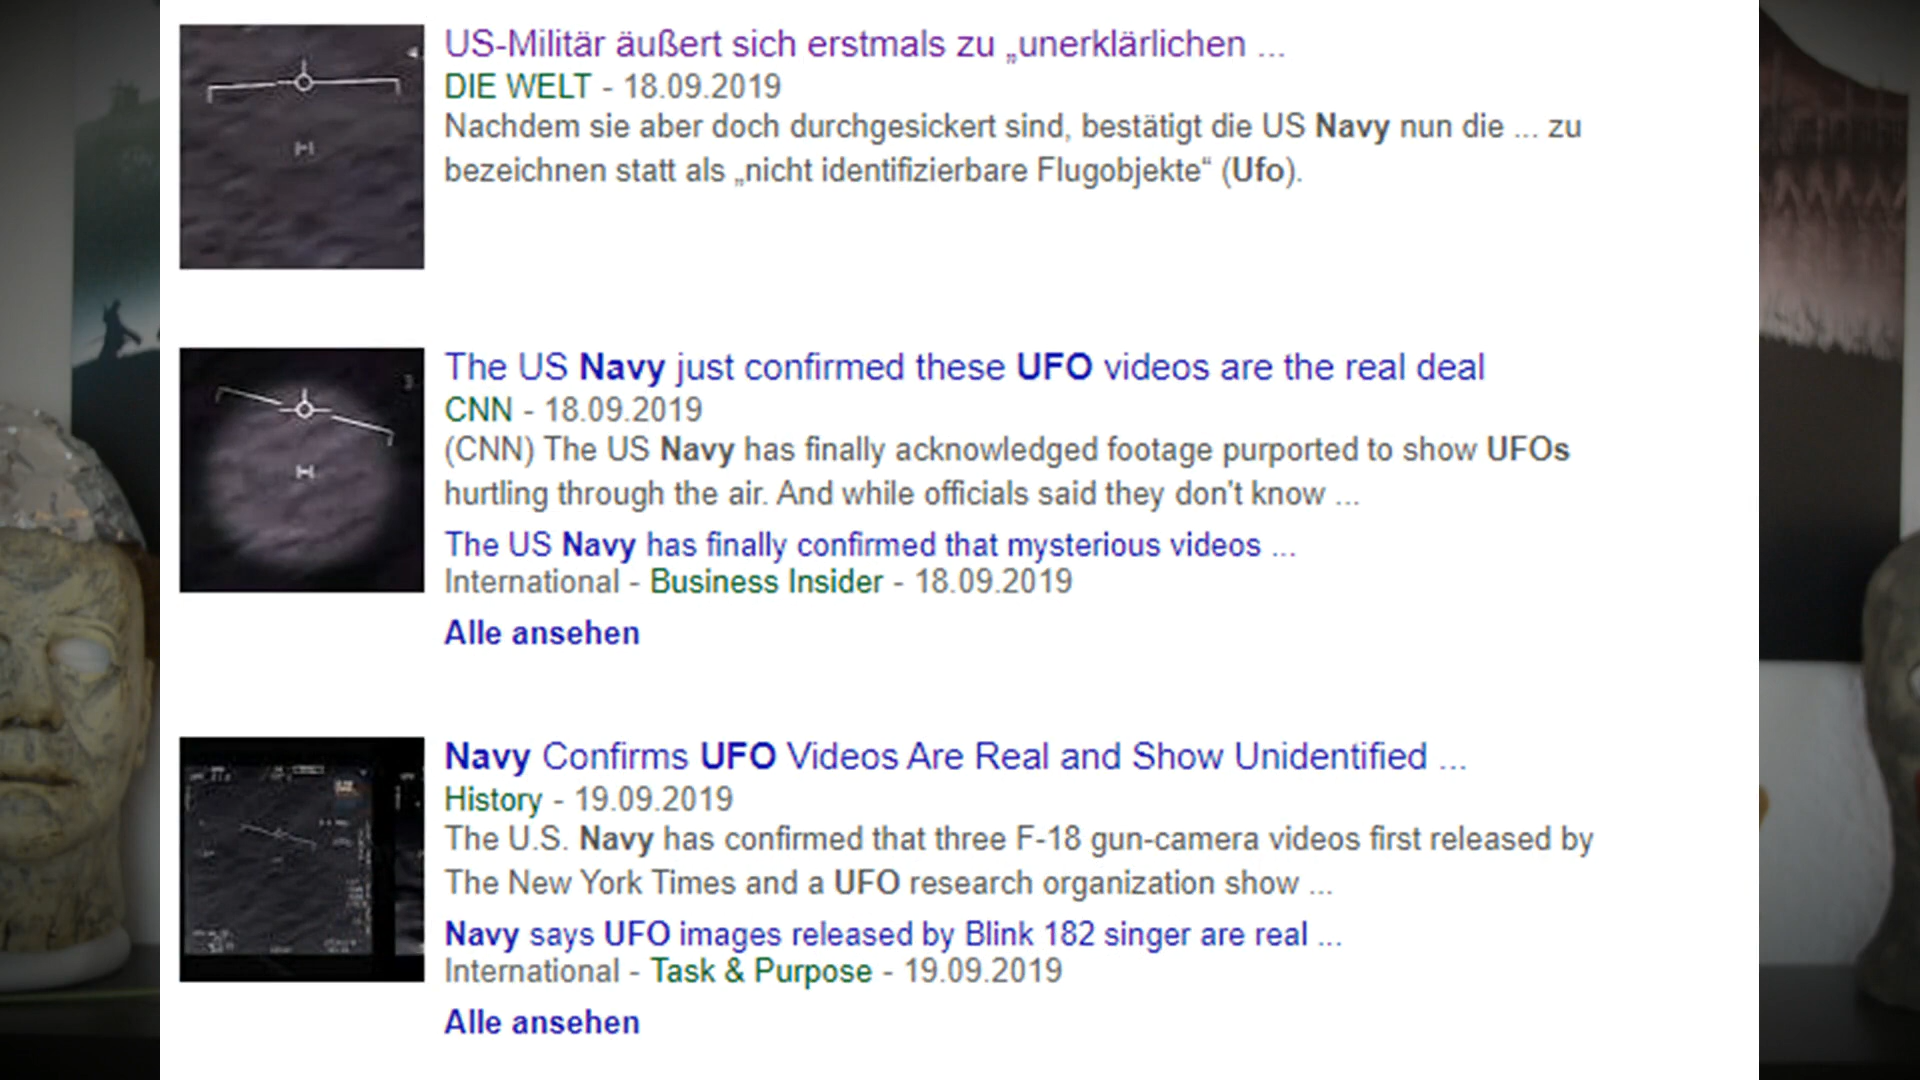 US-Militär äußert sich erstmals zu „unerklärlichen ...
DIE WELT - 18.09.2019
Nachdem sie aber doch durchgesickert sind, bestätigt die US Navy nun die ... zu
bezeichnen statt als „nicht identifizierbare Flugobjekte“ (Ufo).
The US Navy just confirmed these UFO videos are the real deal
CNN - 18.09.2019
(CNN) The US Navy has finally acknowledged footage purported to show UFOs
hurtling through the air. And while officials said they don't know ...
The US Navy has finally confirmed that mysterious videos ...
International - Business Insider - 18.09.2019
Alle ansehen
Navy Confirms UFO Videos Are Real and Show Unidentified ...
History - 19.09.2019
The U.S. Navy has confirmed that three F-18 gun-camera videos first released by
The New York Times and a UFO research organization show ...
Navy says UFO images released by Blink 182 singer are real ...
International - Task & Purpose - 19.09.2019
Alle ansehen